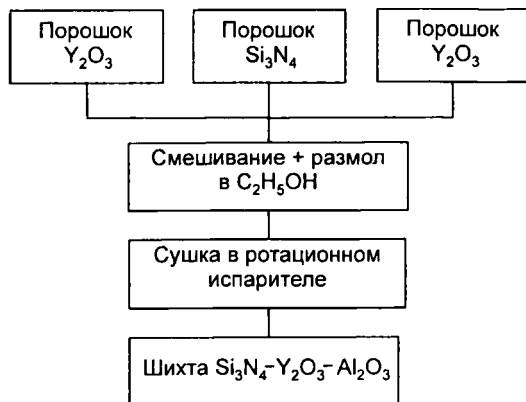 Порошок
Y₂O₃
Порошок
Si₃N₄
Порошок
Y₂O₃
Смешивание + размол
в C₂H₅OH
Сушка в ротационном
испарителе
Шихта Si₃N₄-Y₂O₃-Al₂O₃